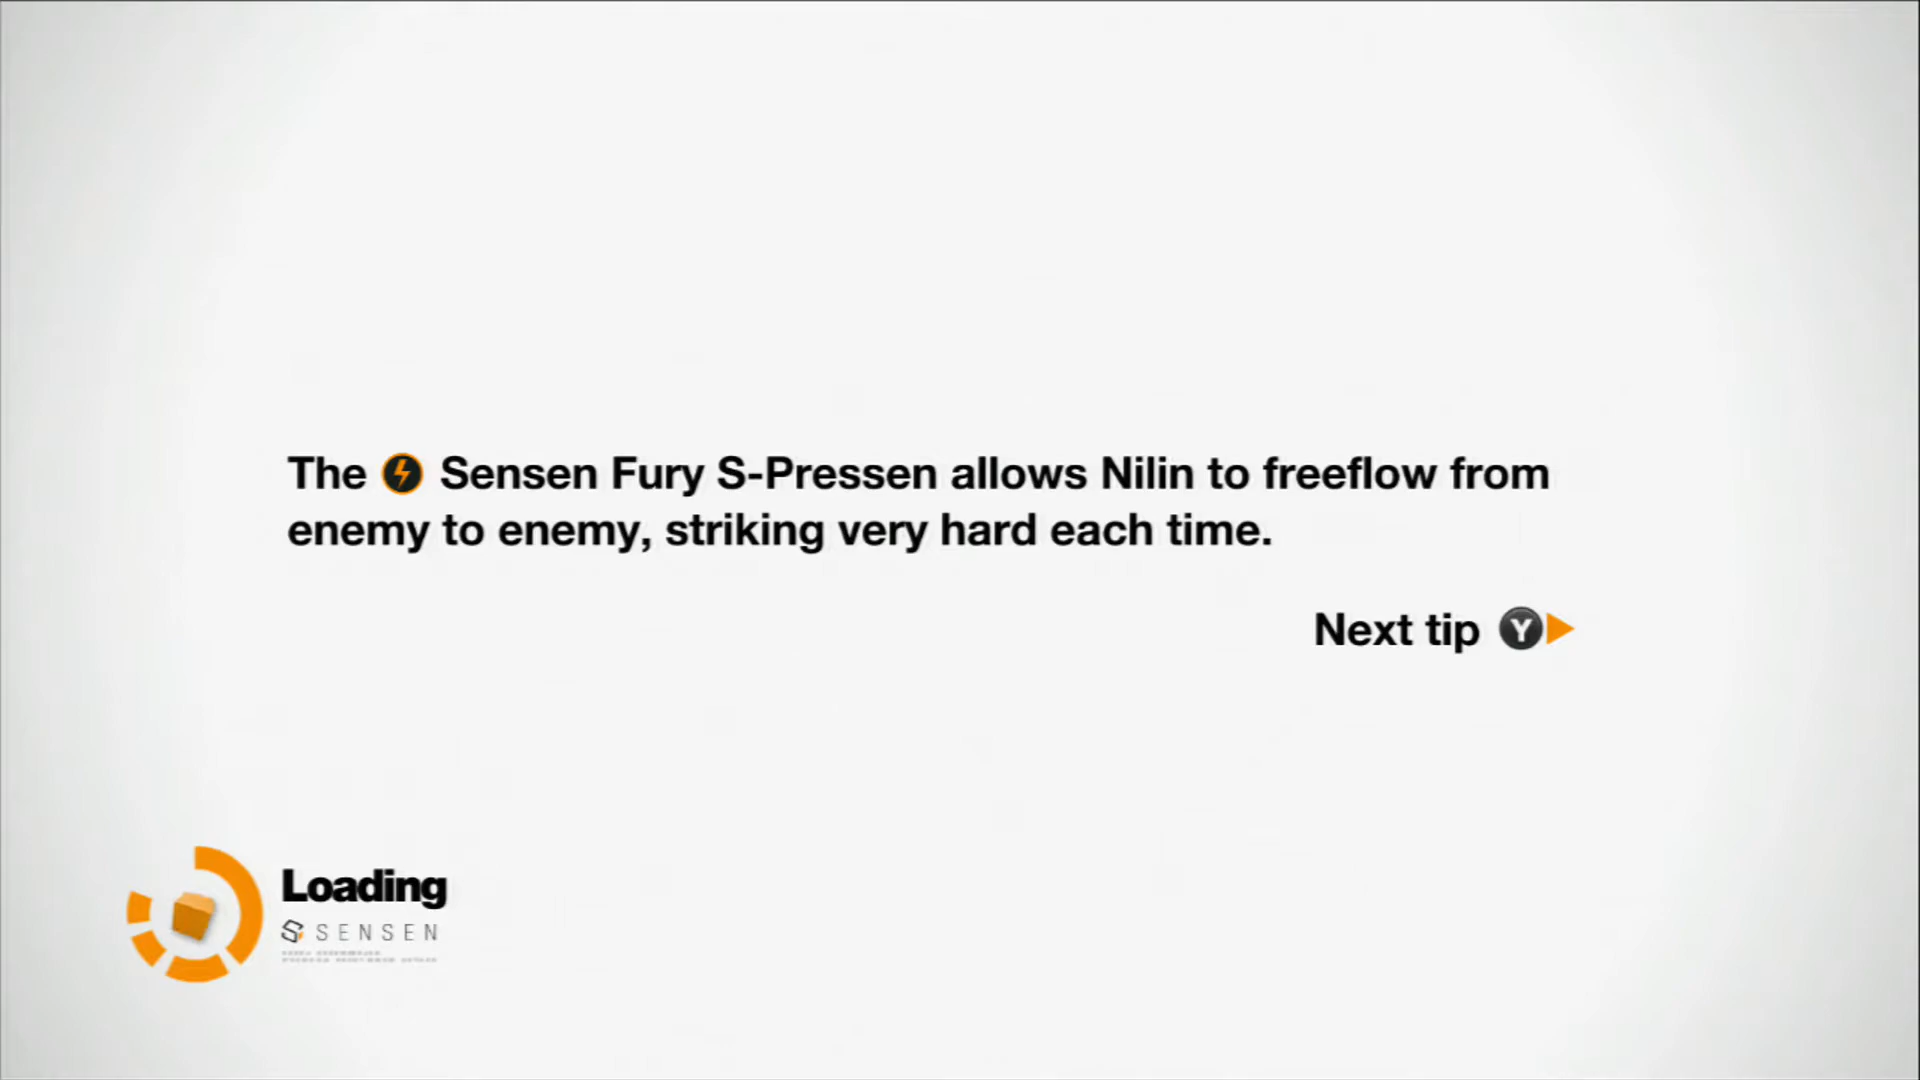 The Sensen Fury S-Pressen allows Nilin to freeflow from
enemy to enemy, striking very hard each time.
Next tip Y
Loading
SENSEN